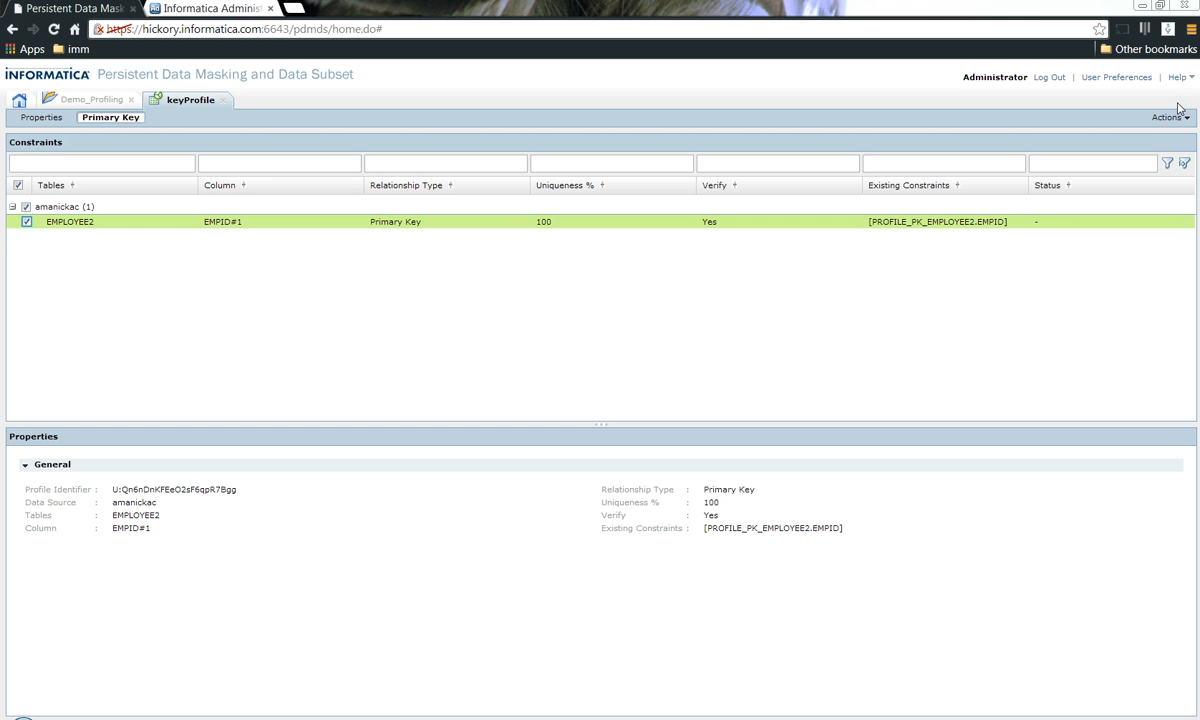 Persistent Data Mask ×
Informatica Administ ×
https://hickory.informatica.com:6643/pdmds/home.do#
Apps imm Other bookmarks
INFORMATICA Persistent Data Masking and Data Subset
Administrator Log Out | User Preferences | Help
Demo_Profiling × keyProfile ×
Properties Primary Key Actions
Constraints
Tables Column Relationship Type Uniqueness % Verify Existing Constraints Status
amanickac (1)
EMPLOYEE2 EMPID#1 Primary Key 100 Yes [PROFILE_PK_EMPLOYEE2.EMPID] -
Properties
General
Profile Identifier : U:Qn6nDnKFEeO2sF6qpR7Bgg Relationship Type : Primary Key
Data Source : amanickac Uniqueness % : 100
Tables : EMPLOYEE2 Verify : Yes
Column : EMPID#1 Existing Constraints : [PROFILE_PK_EMPLOYEE2.EMPID]